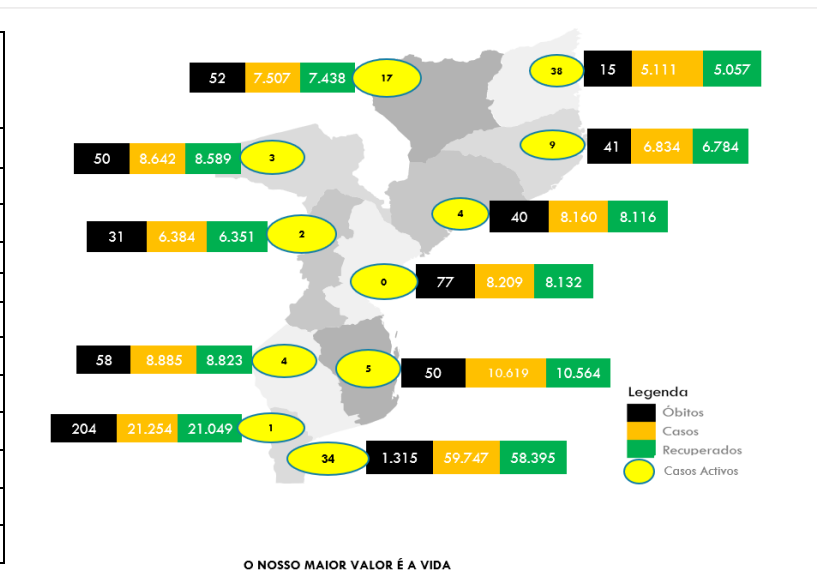 52 7.507 7.438 17
38 15 5.111 5.057
50 8.642 8.589 3
9 41 6.834 6.784
4 40 8.160 8.116
31 6.384 6.351 2
0 77 8.209 8.132
58 8.885 8.823 4
5 50 10.619 10.564
204 21.254 21.049 1
34 1.315 59.747 58.395
Legenda
Óbitos
Casos
Recuperados
Casos Activos
O NOSSO MAIOR VALOR É A VIDA